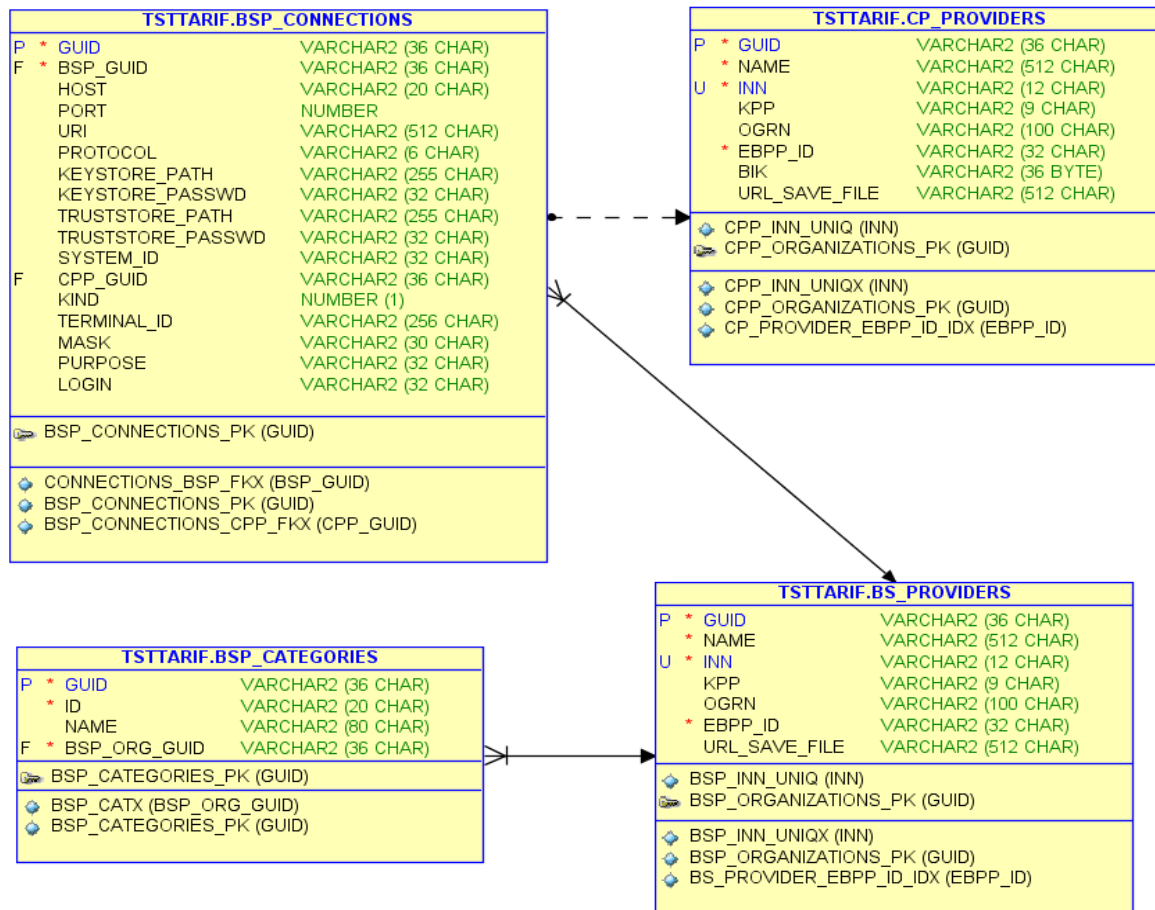 TSTTARIF.BSP_CONNECTIONS
P * GUID VARCHAR2 (36 CHAR)
F * BSP_GUID VARCHAR2 (36 CHAR)
HOST VARCHAR2 (20 CHAR)
PORT NUMBER
URI VARCHAR2 (512 CHAR)
PROTOCOL VARCHAR2 (6 CHAR)
KEYSTORE_PATH VARCHAR2 (255 CHAR)
KEYSTORE_PASSWD VARCHAR2 (32 CHAR)
TRUSTSTORE_PATH VARCHAR2 (255 CHAR)
TRUSTSTORE_PASSWD VARCHAR2 (32 CHAR)
SYSTEM_ID VARCHAR2 (32 CHAR)
F CPP_GUID VARCHAR2 (36 CHAR)
KIND NUMBER (1)
TERMINAL_ID VARCHAR2 (256 CHAR)
MASK VARCHAR2 (30 CHAR)
PURPOSE VARCHAR2 (32 CHAR)
LOGIN VARCHAR2 (32 CHAR)
BSP_CONNECTIONS_PK (GUID)
CONNECTIONS_BSP_FKX (BSP_GUID)
BSP_CONNECTIONS_PK (GUID)
BSP_CONNECTIONS_CPP_FKX (CPP_GUID)
TSTTARIF.CP_PROVIDERS
P * GUID VARCHAR2 (36 CHAR)
* NAME VARCHAR2 (512 CHAR)
U * INN VARCHAR2 (12 CHAR)
KPP VARCHAR2 (9 CHAR)
OGRN VARCHAR2 (100 CHAR)
* EBPP_ID VARCHAR2 (32 CHAR)
BIK VARCHAR2 (36 BYTE)
URL_SAVE_FILE VARCHAR2 (512 CHAR)
CPP_INN_UNIQ (INN)
CPP_ORGANIZATIONS_PK (GUID)
CPP_INN_UNIQX (INN)
CPP_ORGANIZATIONS_PK (GUID)
CP_PROVIDER_EBPP_ID_IDX (EBPP_ID)
TSTTARIF.BSP_CATEGORIES
P * GUID VARCHAR2 (36 CHAR)
* ID VARCHAR2 (20 CHAR)
NAME VARCHAR2 (80 CHAR)
F * BSP_ORG_GUID VARCHAR2 (36 CHAR)
BSP_CATEGORIES_PK (GUID)
BSP_CATX (BSP_ORG_GUID)
BSP_CATEGORIES_PK (GUID)
TSTTARIF.BS_PROVIDERS
P * GUID VARCHAR2 (36 CHAR)
* NAME VARCHAR2 (512 CHAR)
U * INN VARCHAR2 (12 CHAR)
KPP VARCHAR2 (9 CHAR)
OGRN VARCHAR2 (100 CHAR)
* EBPP_ID VARCHAR2 (32 CHAR)
URL_SAVE_FILE VARCHAR2 (512 CHAR)
BSP_INN_UNIQ (INN)
BSP_ORGANIZATIONS_PK (GUID)
BSP_INN_UNIQX (INN)
BSP_ORGANIZATIONS_PK (GUID)
BS_PROVIDER_EBPP_ID_IDX (EBPP_ID)